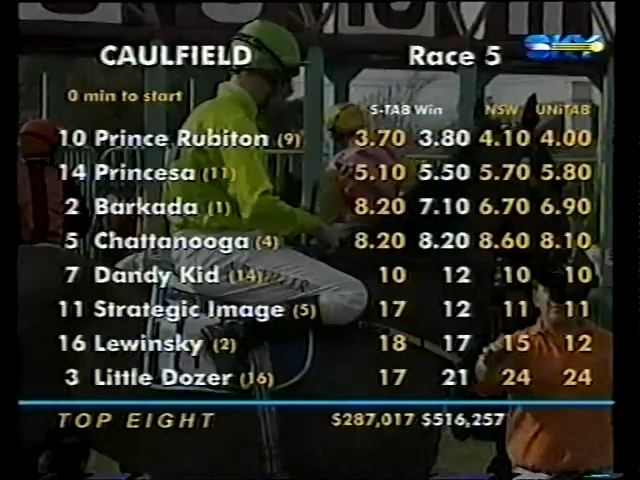 CAULFIELD Race 5 SKY
0 min to start S-TAB Win NSW UNiTAB
10 Prince Rubiton (9) 3.70 3.80 4.10 4.00
14 Princesa (11) 5.10 5.50 5.70 5.80
2 Barkada (1) 8.20 7.10 6.70 6.90
5 Chattanooga (4) 8.20 8.20 8.60 8.10
7 Dandy Kid (14) 10 12 10 10
11 Strategic Image (5) 17 12 11 11
16 Lewinsky (2) 18 17 15 12
3 Little Dozer (16) 17 21 24 24
TOP EIGHT $287,017 $516,257